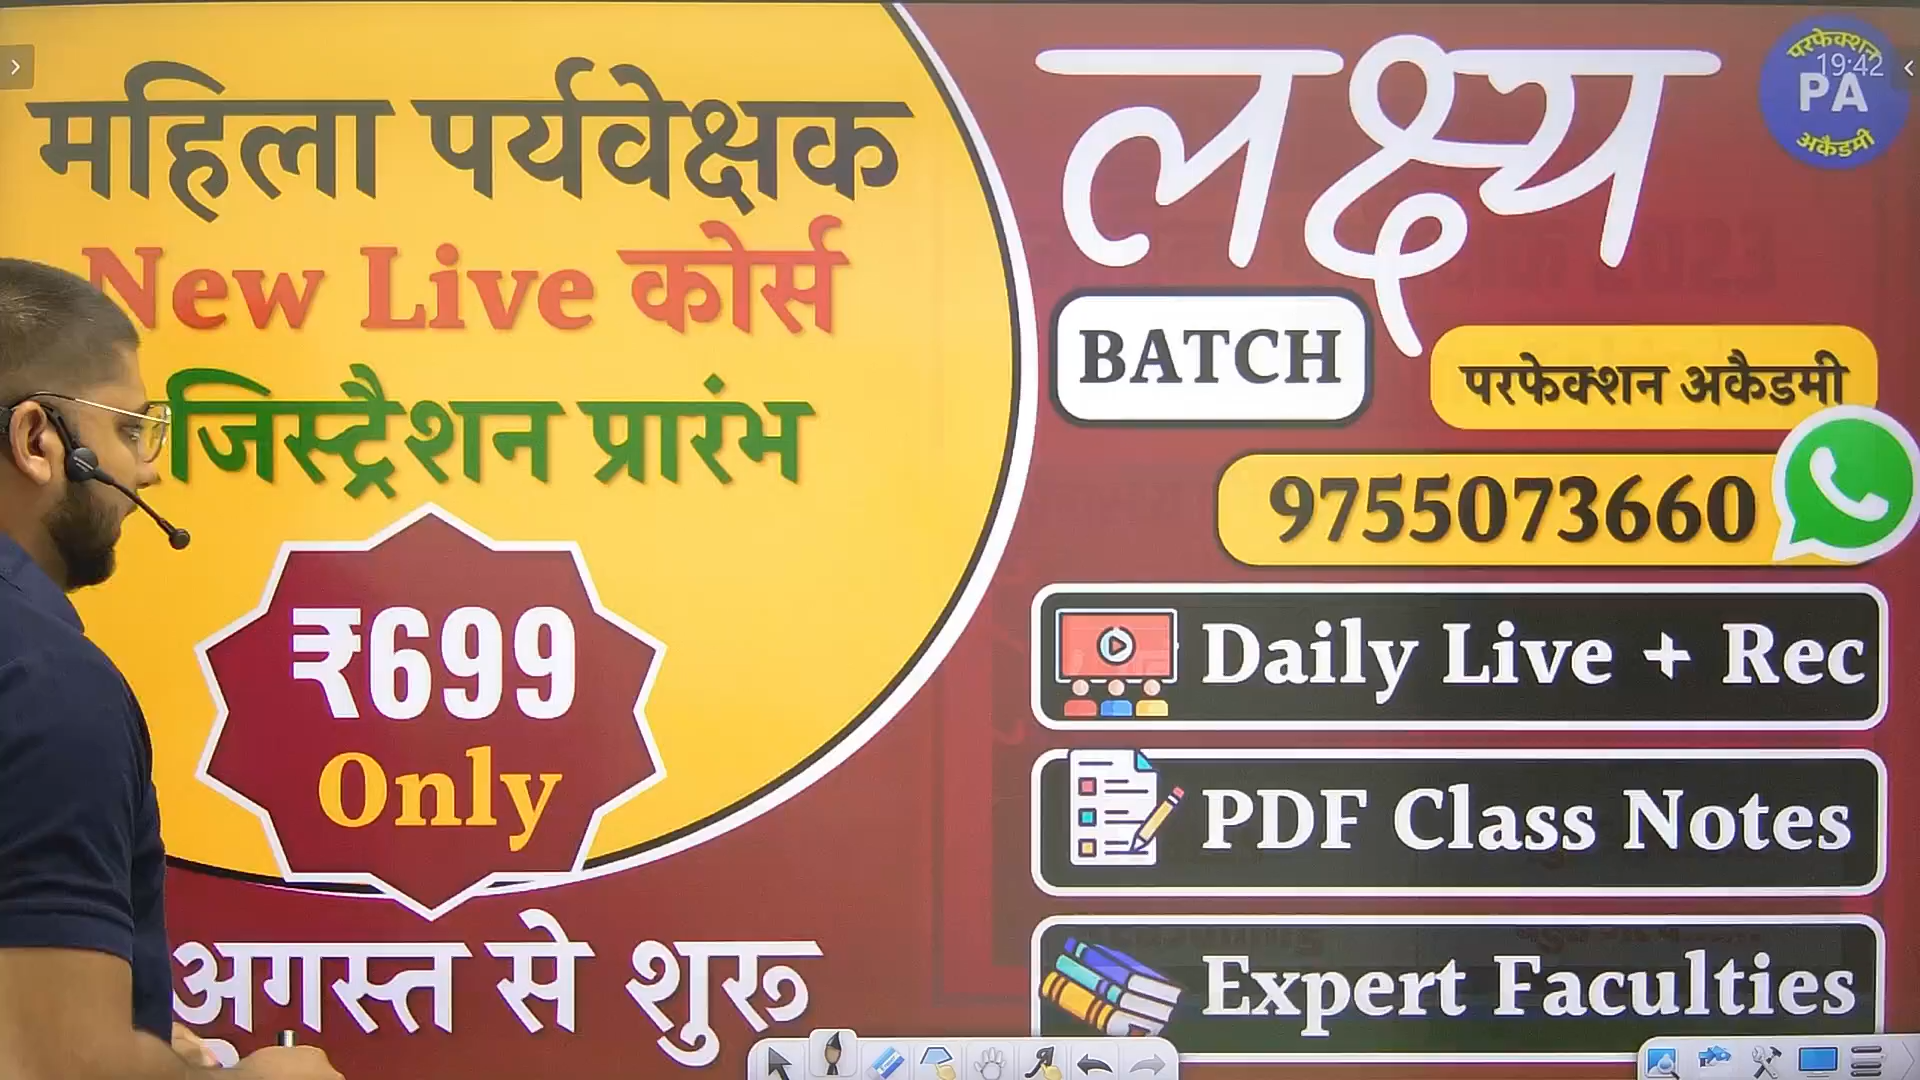 महिला पर्यवेक्षक
New Live कोर्स
जिस्ट्रैशन प्रारंभ
₹699
Only
अगस्त से शुरू
लक्ष्य
BATCH
परफेक्शन
19:42
PA
अकैडमी
परफेक्शन अकैडमी
9755073660
Daily Live + Rec
PDF Class Notes
Expert Faculties